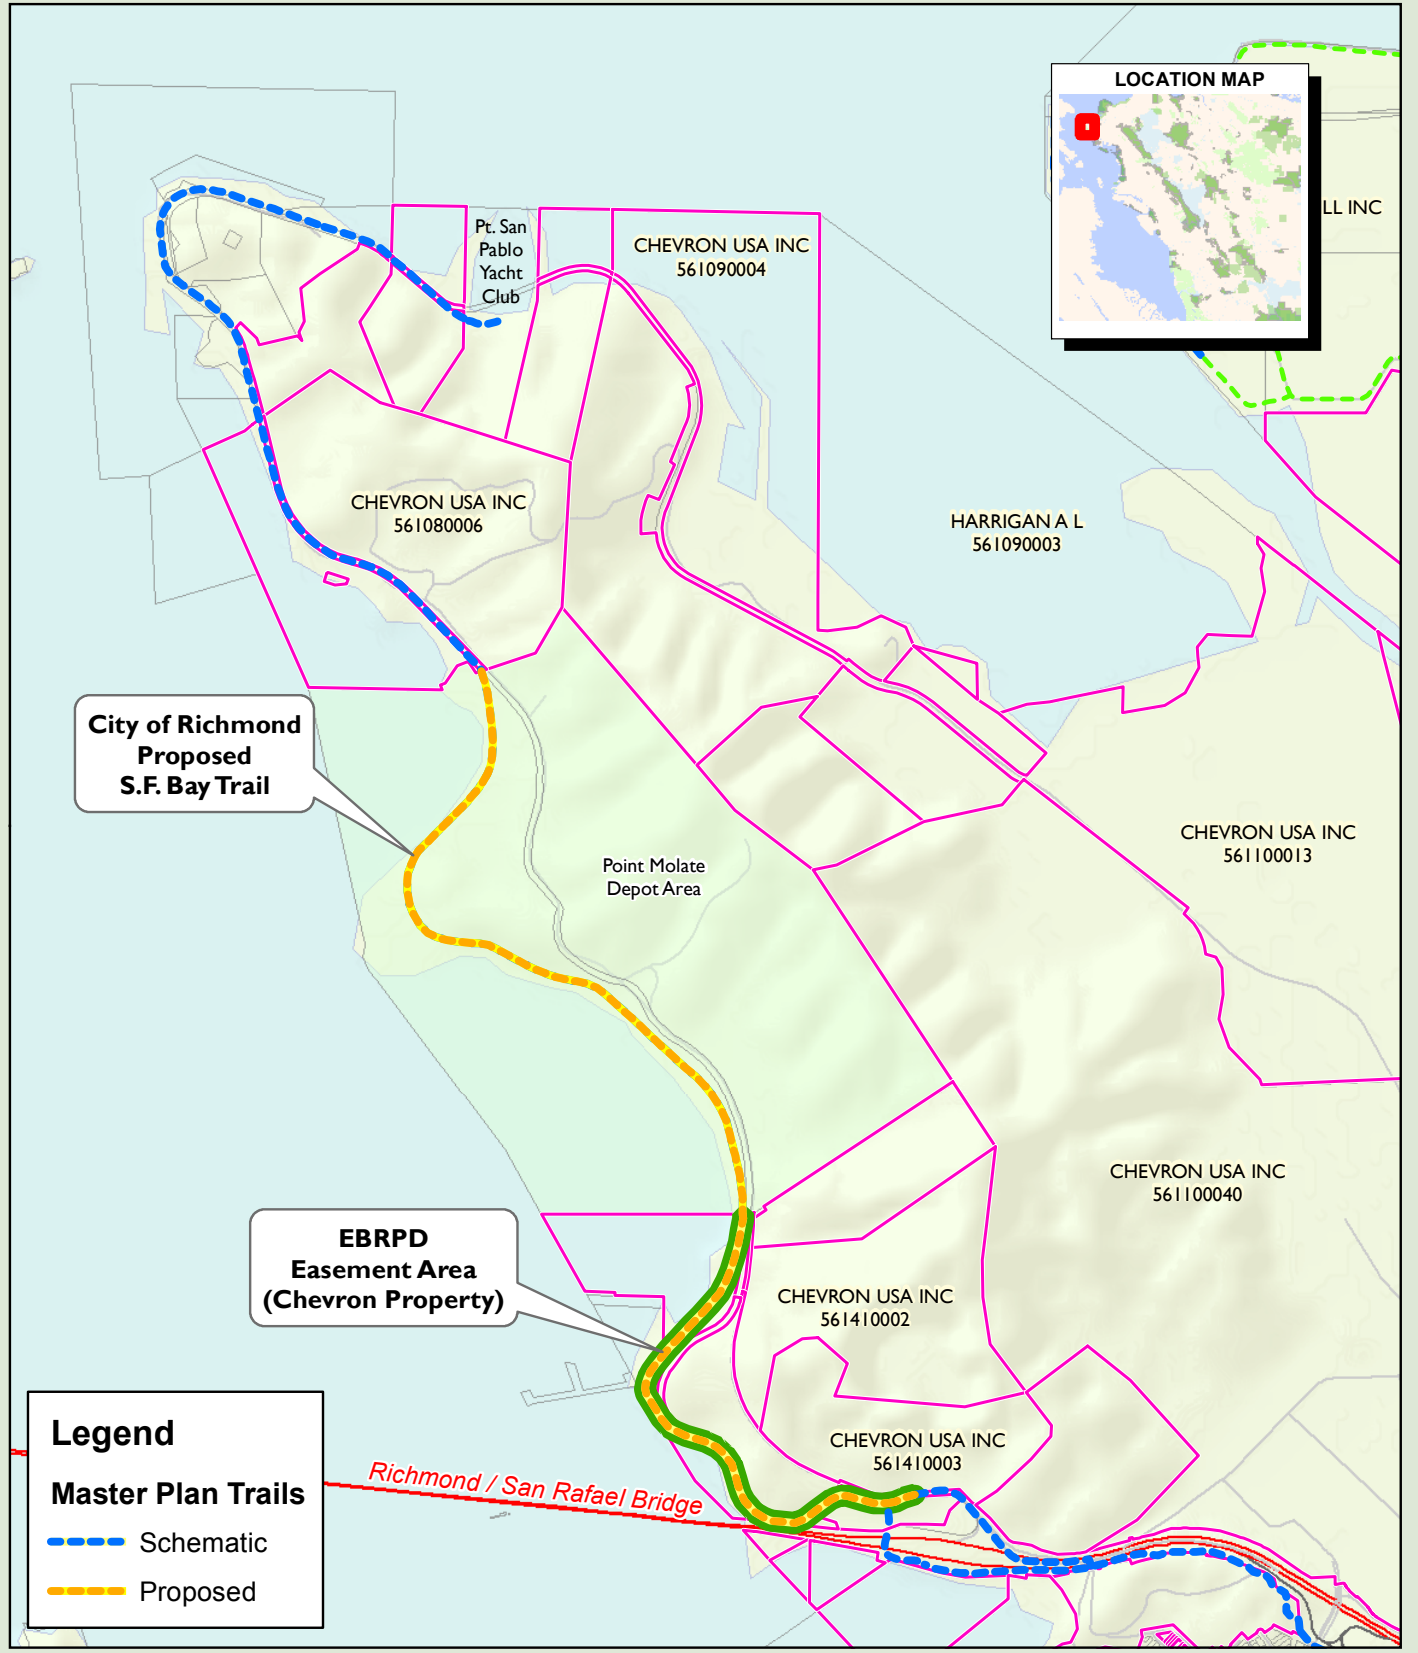 LOCATION MAP
LL INC
Pt. San
Pablo
Yacht
Club
CHEVRON USA INC
561090004
CHEVRON USA INC
561080006
HARRIGAN A L
561090003
City of Richmond
Proposed
S.F. Bay Trail
Point Molate
Depot Area
CHEVRON USA INC
561100013
CHEVRON USA INC
561100040
EBRPD
Easement Area
(Chevron Property)
CHEVRON USA INC
561410002
CHEVRON USA INC
561410003
Richmond / San Rafael Bridge
Legend
Master Plan Trails
Schematic
Proposed